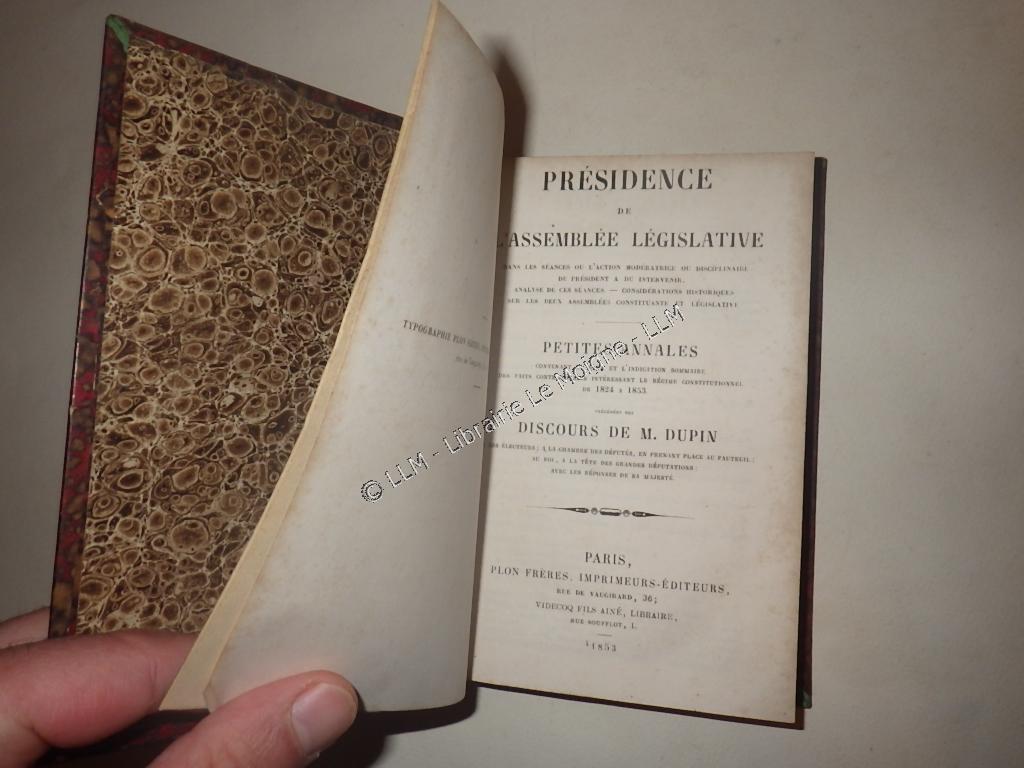 TYPOGRAPHIE PLON
PRÉSIDENCE
DE
L'ASSEMBLÉE LÉGISLATIVE
DANS LES SÉANCES OU L'ACTION MODÉRATRICE OU DISCIPLINAIRE
DU PRÉSIDENT A DU INTERVENIR.
ANALYSE DE CES SÉANCES. — CONSIDÉRATIONS HISTORIQUES
SUR LES DEUX ASSEMBLÉES CONSTITUANTE ET LÉGISLATIVE
PETITES ANNALES
CONTENANT ET L'INDICATION SOMMAIRE
DES FAITS INTÉRESSANT LE RÉGIME CONSTITUTIONNEL
DE 1824 A 1853.
PRÉCÉDÉES DES
DISCOURS DE M. DUPIN
ÉLECTEURS; A LA CHAMBRE DES DÉPUTÉS, EN PRENANT PLACE AU FAUTEUIL;
AU ROI, A LA TÊTE DES GRANDES DÉPUTATIONS;
AVEC LES RÉPONSES DE SA MAJESTÉ.
PARIS,
PLON FRÈRES, IMPRIMEURS-ÉDITEURS,
RUE DE VAUGIRARD, 36;
VIDECOQ FILS AINÉ, LIBRAIRE,
RUE SOUFFLOT, 1.
1853
© LLM - Librairie Le Moigne - LLM